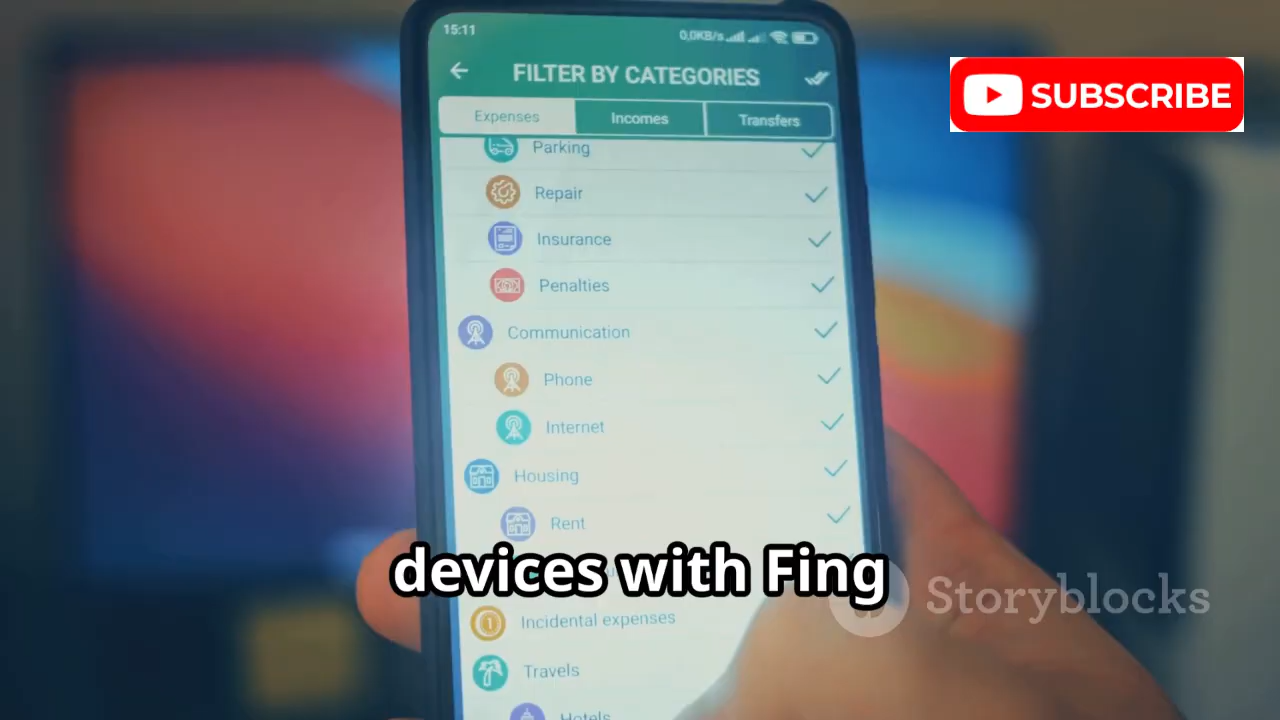 15:11
0,0KB/s
FILTER BY CATEGORIES
SUBSCRIBE
Expenses
Incomes
Transfers
Parking
Repair
Insurance
Penalties
Communication
Phone
Internet
Housing
Rent
devices with Fing
Storyblocks
Incidental expenses
Travels
Hotels